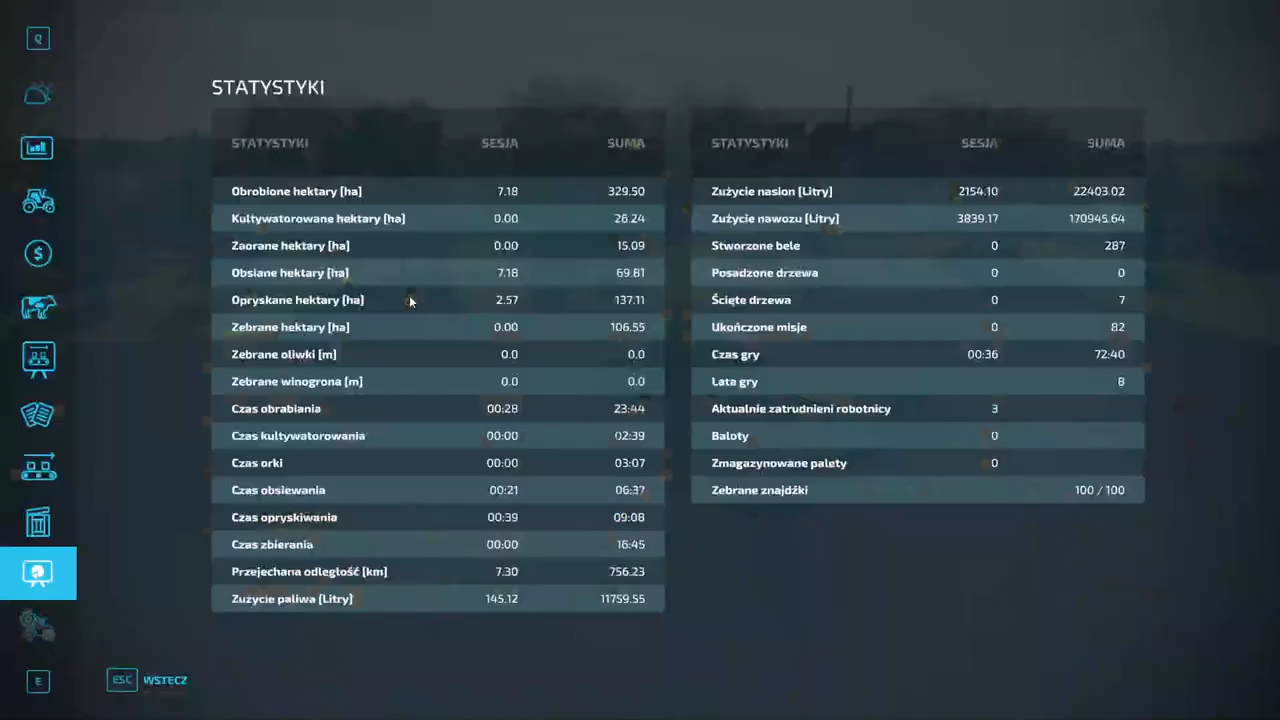 Q
STATYSTYKI
STATYSTYKI SESJA SUMA
Obrobione hektary [ha] 7.18 329.50
Kultywatorowane hektary [ha] 0.00 26.24
Zaorane hektary [ha] 0.00 15.09
Obsiane hektary [ha] 7.18 69.81
Opryskane hektary [ha] 2.57 137.11
Zebrane hektary [ha] 0.00 106.55
Zebrane oliwki [m] 0.0 0.0
Zebrane winogrona [m] 0.0 0.0
Czas obrabiania 00:28 23:44
Czas kultywatorowania 00:00 02:39
Czas orki 00:00 03:07
Czas obsiewania 00:21 06:37
Czas opryskiwania 00:39 09:08
Czas zbierania 00:00 16:45
Przejechana odległość [km] 7.30 756.23
Zużycie paliwa [Litry] 145.12 11759.55
STATYSTYKI SESJA SUMA
Zużycie nasion [Litry] 2154.10 22403.02
Zużycie nawozu [Litry] 3839.17 170945.64
Stworzone bele 0 287
Posadzone drzewa 0 0
Ścięte drzewa 0 7
Ukończone misje 0 82
Czas gry 00:36 72:40
Lata gry 8
Aktualnie zatrudnieni robotnicy 3
Baloty 0
Zmagazynowane palety 0
Zebrane znajdźki 100 / 100
E
ESC WSTECZ